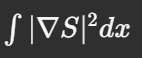 ∫ |∇S|² dx